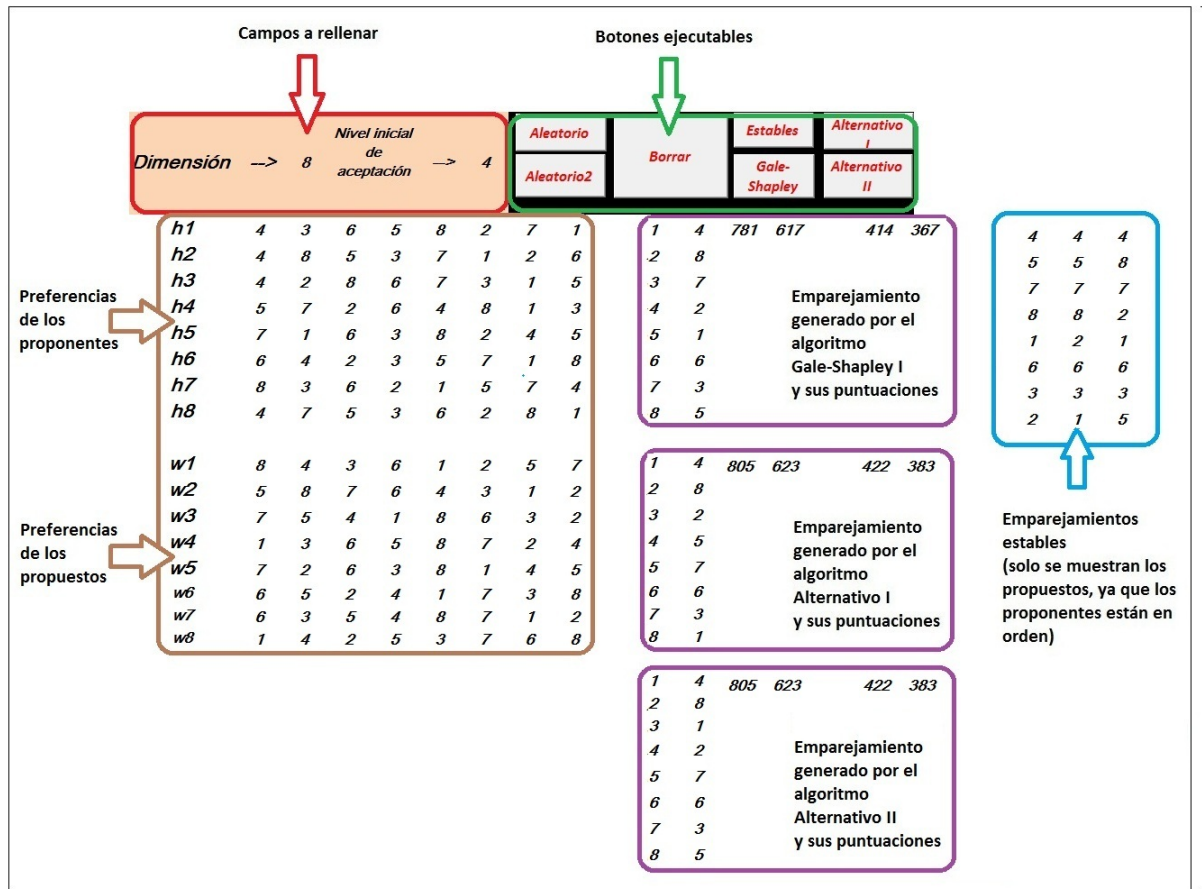 Campos a rellenar
Botones ejecutables
Dimensión --> 8
Nivel inicial
de
aceptación
--> 4
Aleatorio
Aleatorio2
Borrar
Estables
Gale-
Shapley
Alternativo
I
Alternativo
II
Preferencias
de los
proponentes
h1 4 3 6 5 8 2 7 1
h2 4 8 5 3 7 1 2 6
h3 4 2 8 6 7 3 1 5
h4 5 7 2 6 4 8 1 3
h5 7 1 6 3 8 2 4 5
h6 6 4 2 3 5 7 1 8
h7 8 3 6 2 1 5 7 4
h8 4 7 5 3 6 2 8 1
Preferencias
de los
propuestos
w1 8 4 3 6 1 2 5 7
w2 5 8 7 6 4 3 1 2
w3 7 5 4 1 8 6 3 2
w4 1 3 6 5 8 7 2 4
w5 7 2 6 3 8 1 4 5
w6 6 5 2 4 1 7 3 8
w7 6 3 5 4 8 7 1 2
w8 1 4 2 5 3 7 6 8
1 4 781 617 414 367
2 8
3 7
4 2
5 1
6 6
7 3
8 5
Emparejamiento
generado por el
algoritmo
Gale-Shapley I
y sus puntuaciones
1 4 805 623 422 383
2 8
3 2
4 5
5 7
6 6
7 3
8 1
Emparejamiento
generado por el
algoritmo
Alternativo I
y sus puntuaciones
1 4 805 623 422 383
2 8
3 1
4 2
5 7
6 6
7 3
8 5
Emparejamiento
generado por el
algoritmo
Alternativo II
y sus puntuaciones
4 4 4
5 5 8
7 7 7
8 8 2
1 2 1
6 6 6
3 3 3
2 1 5
Emparejamientos
estables
(solo se muestran los
propuestos, ya que los
proponentes están en
orden)